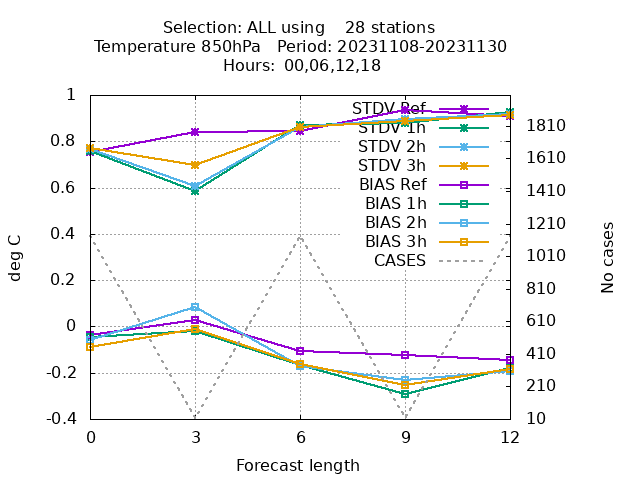 Selection: ALL using    28 stations
Temperature 850hPa   Period: 20231108-20231130
Hours: 00,06,12,18
1
0.8
0.6
0.4
0.2
0
-0.2
-0.4
deg C
STDV Ref
STDV 1h
STDV 2h
STDV 3h
BIAS Ref
BIAS 1h
BIAS 2h
BIAS 3h
CASES
1810
1610
1410
1210
1010
810
610
410
210
10
No cases
0 3 6 9 12
Forecast length